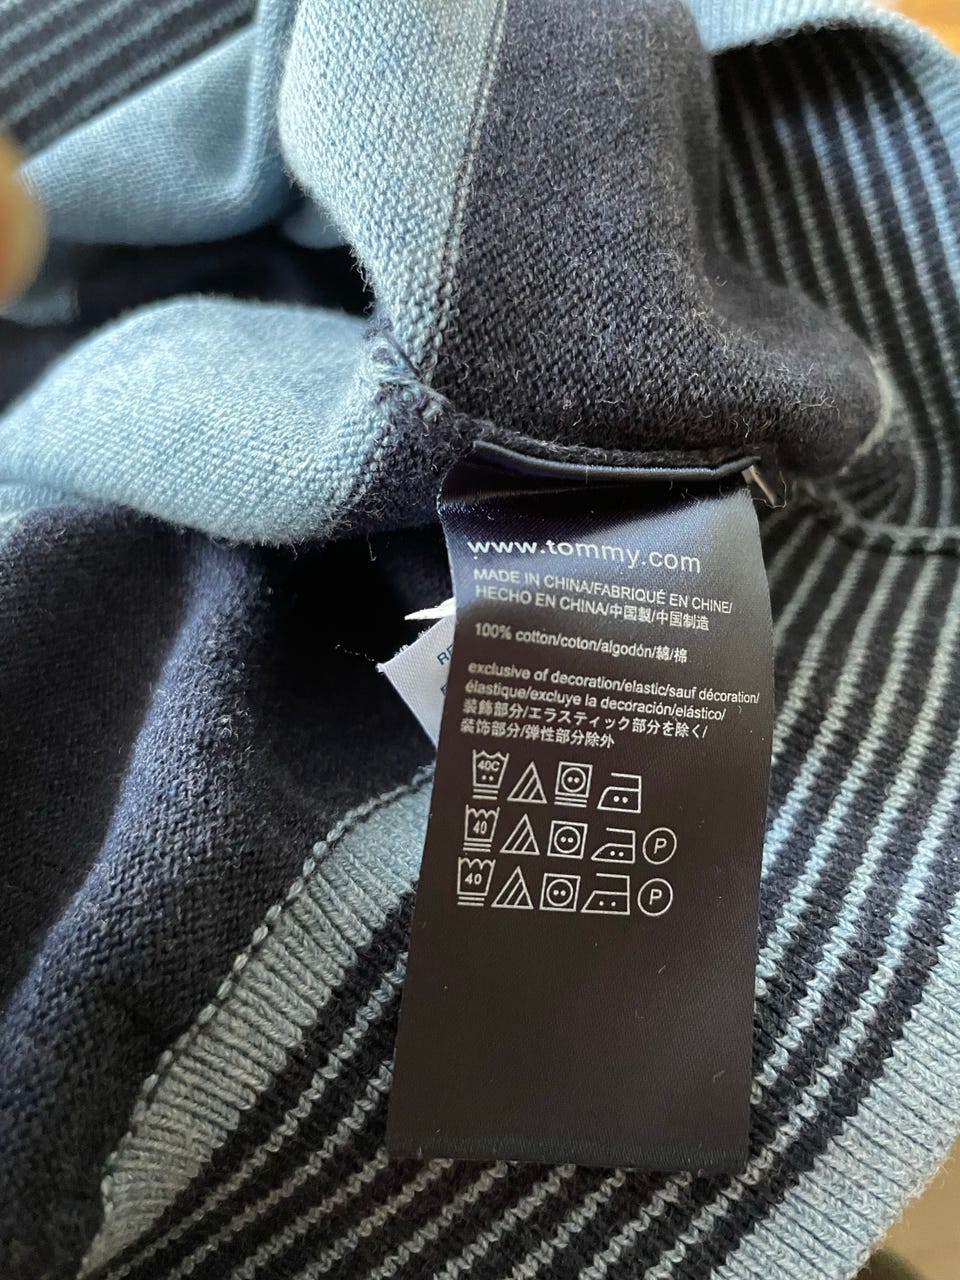 www.tommy.com
MADE IN CHINA/FABRIQUÉ EN CHINE/
HECHO EN CHINA/中国製/中国制造
100% cotton/coton/algodón/綿/棉
exclusive of decoration/elastic/sauf décoration/
élastique/excluye la decoración/elástico/
装飾部分/エラスティック部分を除く/
装饰部分/弹性部分除外
40C
40 P
40 P